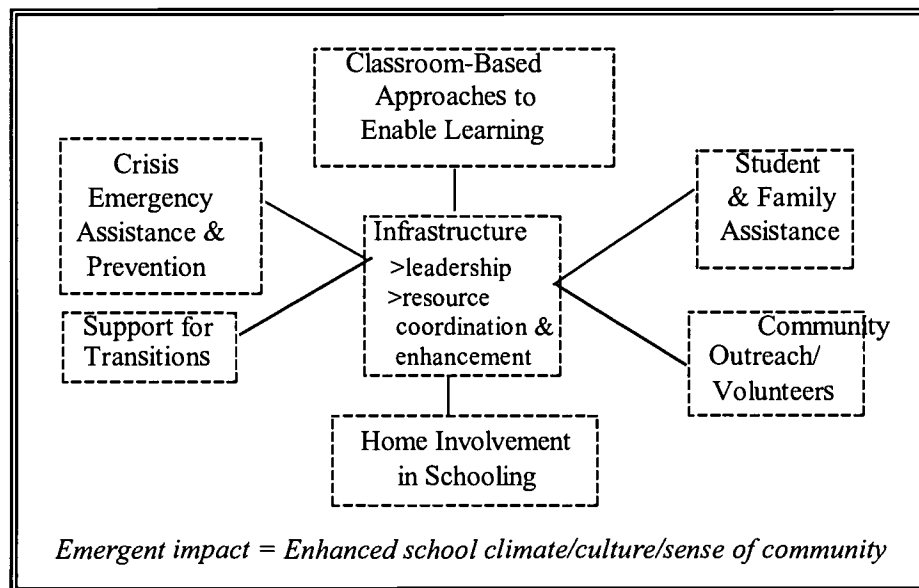 Classroom-Based
Approaches to
Enable Learning
Crisis
Emergency
Assistance &
Prevention
Student
& Family
Assistance
Infrastructure
>leadership
>resource
coordination &
enhancement
Support for
Transitions
Community
Outreach/
Volunteers
Home Involvement
in Schooling
Emergent impact = Enhanced school climate/culture/sense of community